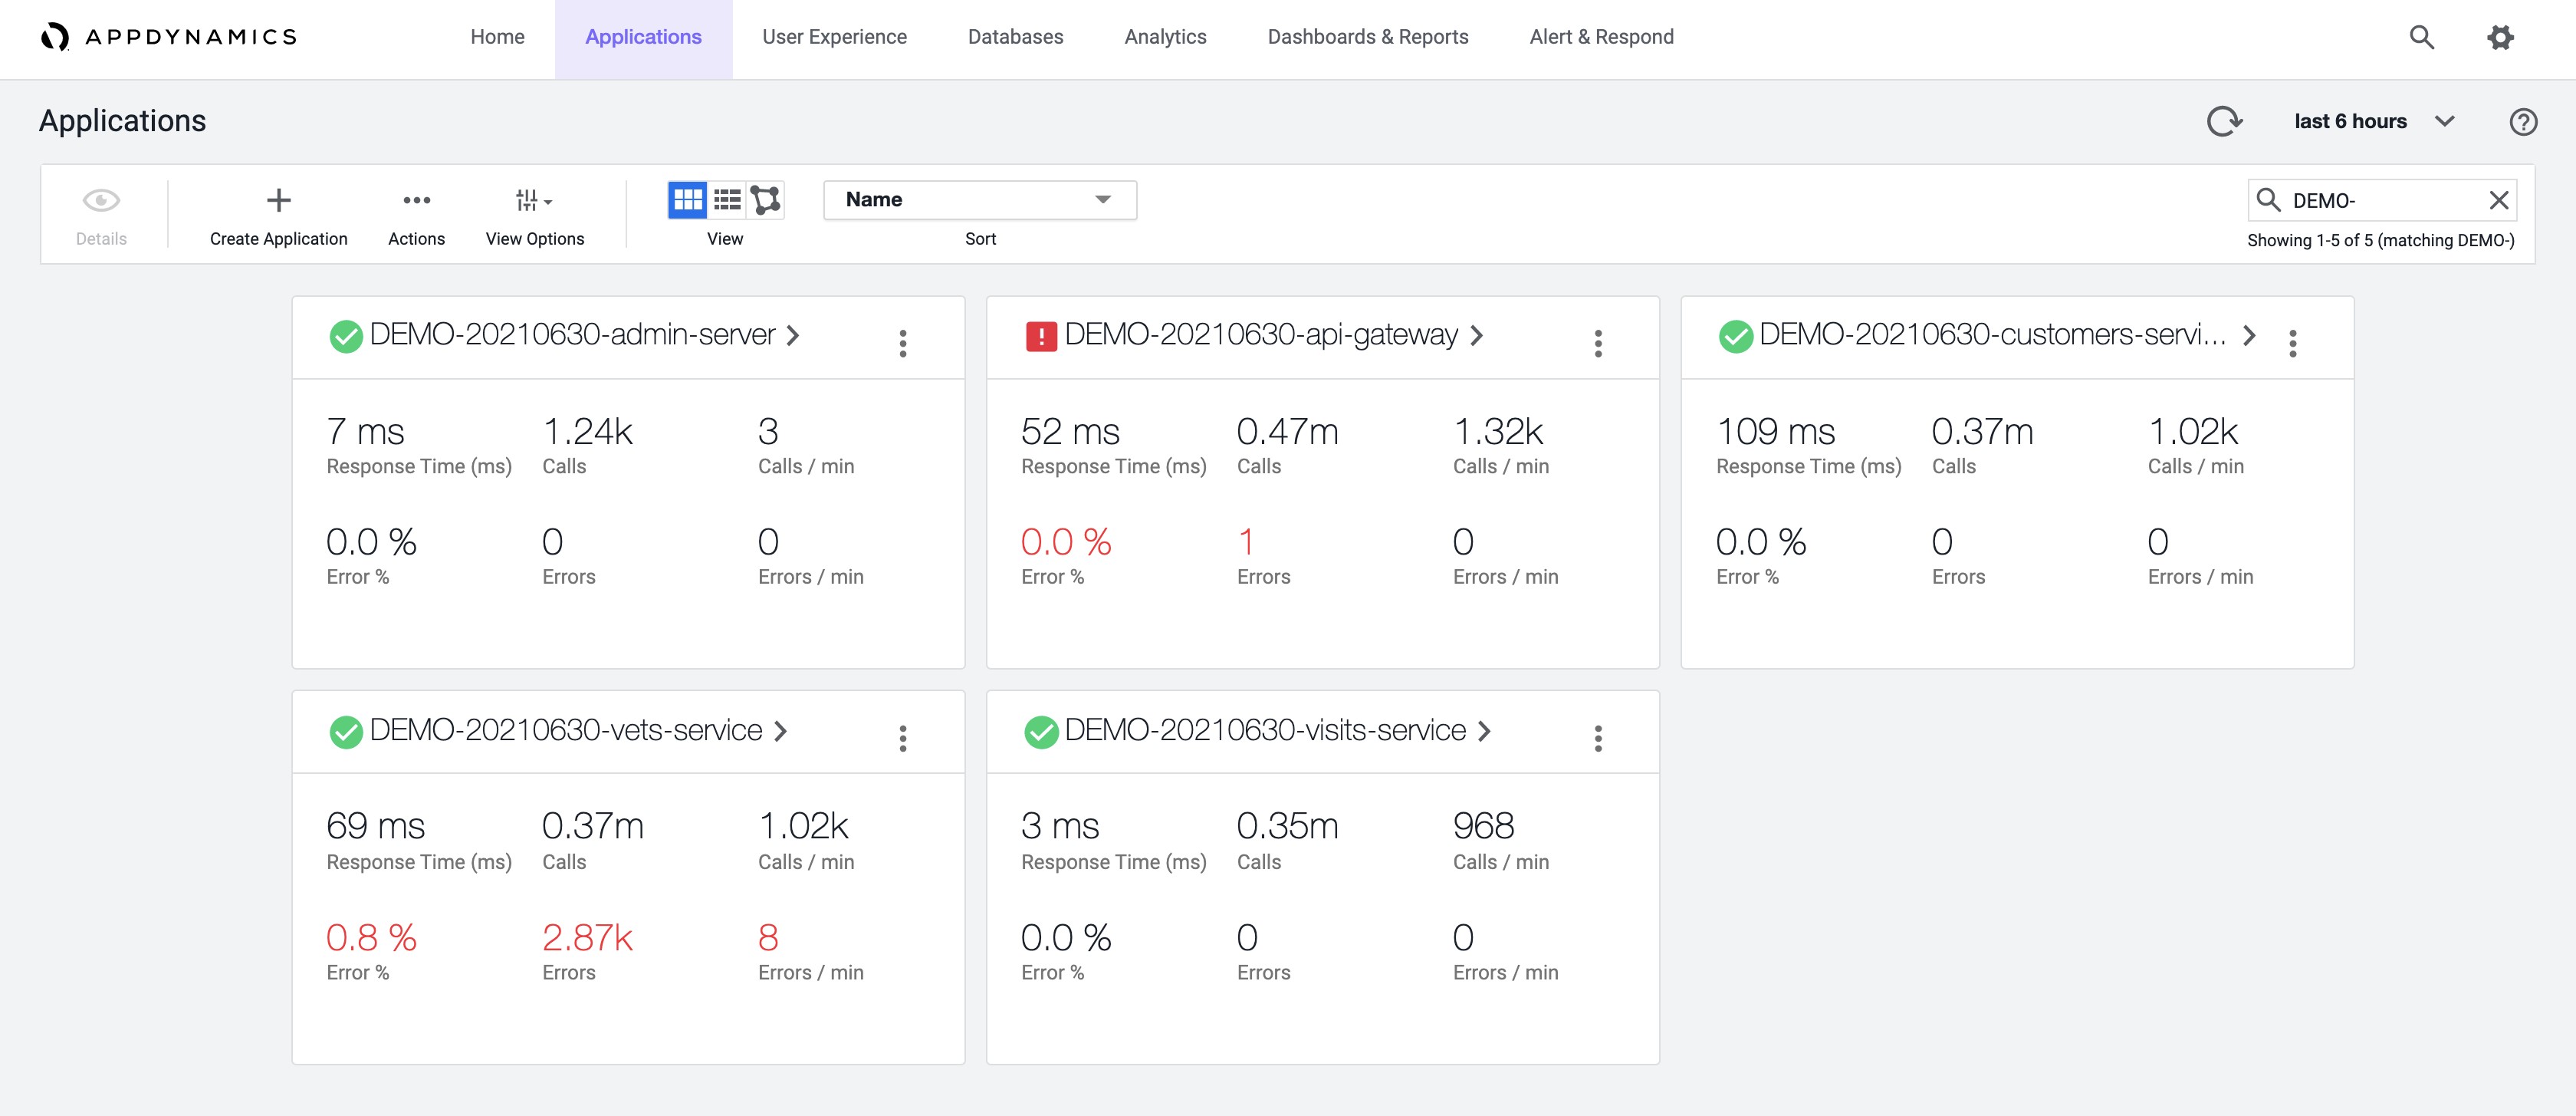 APPDYNAMICS Home Applications User Experience Databases Analytics Dashboards & Reports Alert & Respond
Applications last 6 hours
Name DEMO-
Details Create Application Actions View Options View Sort Showing 1-5 of 5 (matching DEMO-)
DEMO-20210630-admin-server
7 ms 1.24k 3
Response Time (ms) Calls Calls / min
0.0 % 0 0
Error % Errors Errors / min
DEMO-20210630-api-gateway
52 ms 0.47m 1.32k
Response Time (ms) Calls Calls / min
0.0 % 1 0
Error % Errors Errors / min
DEMO-20210630-customers-servi...
109 ms 0.37m 1.02k
Response Time (ms) Calls Calls / min
0.0 % 0 0
Error % Errors Errors / min
DEMO-20210630-vets-service
69 ms 0.37m 1.02k
Response Time (ms) Calls Calls / min
0.8 % 2.87k 8
Error % Errors Errors / min
DEMO-20210630-visits-service
3 ms 0.35m 968
Response Time (ms) Calls Calls / min
0.0 % 0 0
Error % Errors Errors / min